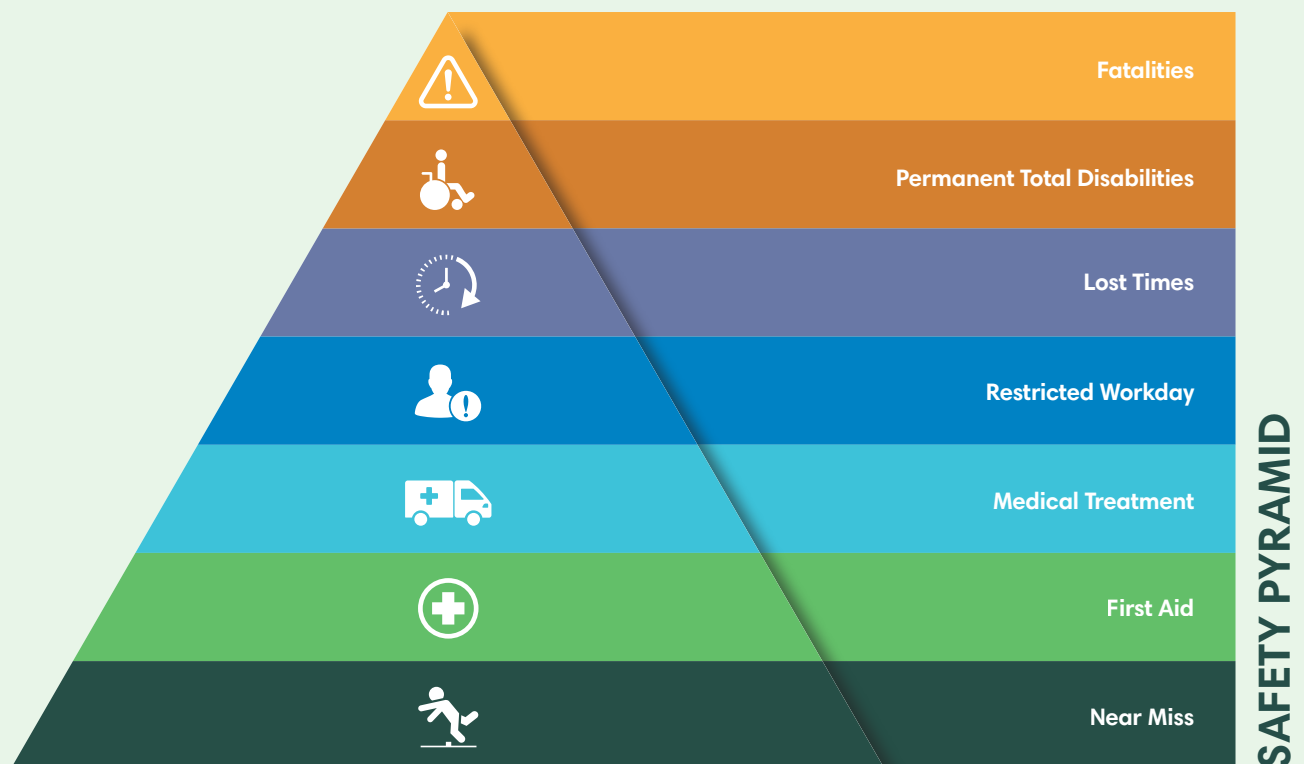 Fatalities
Permanent Total Disabilities
Lost Times
Restricted Workday
Medical Treatment
First Aid
Near Miss
SAFETY PYRAMID